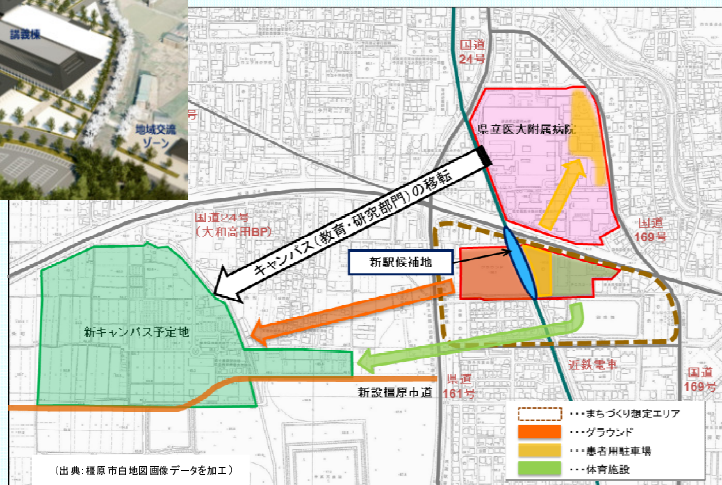 講義棟
地域交流
ゾーン
国道
24号
号
県立医大附属病院
キャンパス(教育・研究部門)の移転
国道24号
(大和高田BP)
国道
169号
新駅候補地
新キャンパス予定地
近鉄電車
国道
169号
県道
161号
新設橿原市道
・・・まちづくり想定エリア
・・・グラウンド
・・・患者用駐車場
・・・体育施設
(出典:橿原市白地図画像データを加工)